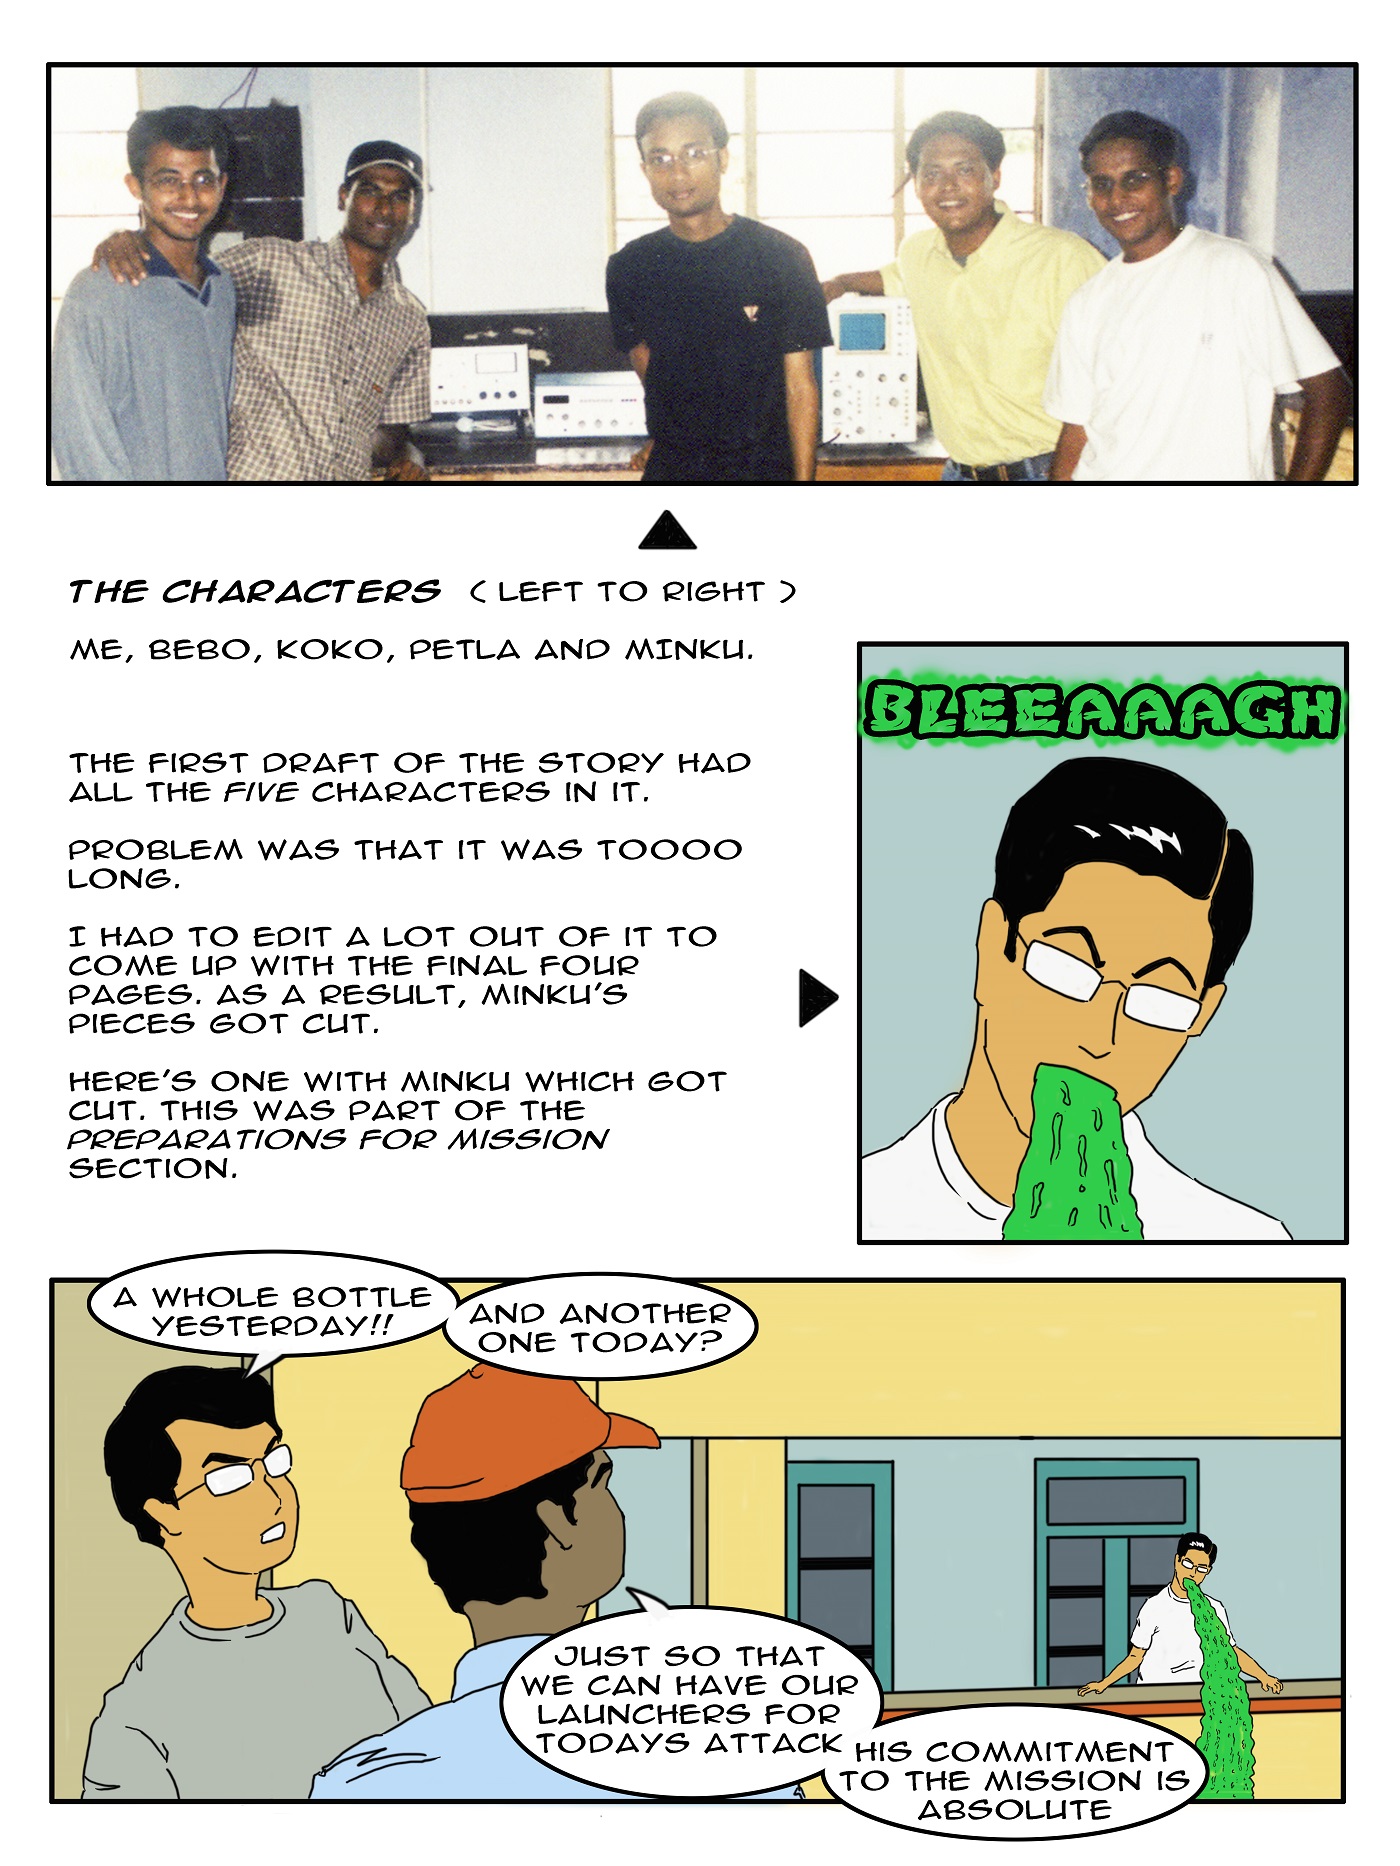 THE CHARACTERS ( LEFT TO RIGHT )
ME, BEBO, KOKO, PETLA AND MINKU.
THE FIRST DRAFT OF THE STORY HAD
ALL THE FIVE CHARACTERS IN IT.
PROBLEM WAS THAT IT WAS TOOOO
LONG.
I HAD TO EDIT A LOT OUT OF IT TO
COME UP WITH THE FINAL FOUR
PAGES. AS A RESULT, MINKU'S
PIECES GOT CUT.
HERE'S ONE WITH MINKU WHICH GOT
CUT. THIS WAS PART OF THE
PREPARATIONS FOR MISSION
SECTION.
BLEEAAAGH
A WHOLE BOTTLE
YESTERDAY!!
AND ANOTHER
ONE TODAY?
JUST SO THAT
WE CAN HAVE OUR
LAUNCHERS FOR
TODAYS ATTACK
HIS COMMITMENT
TO THE MISSION IS
ABSOLUTE